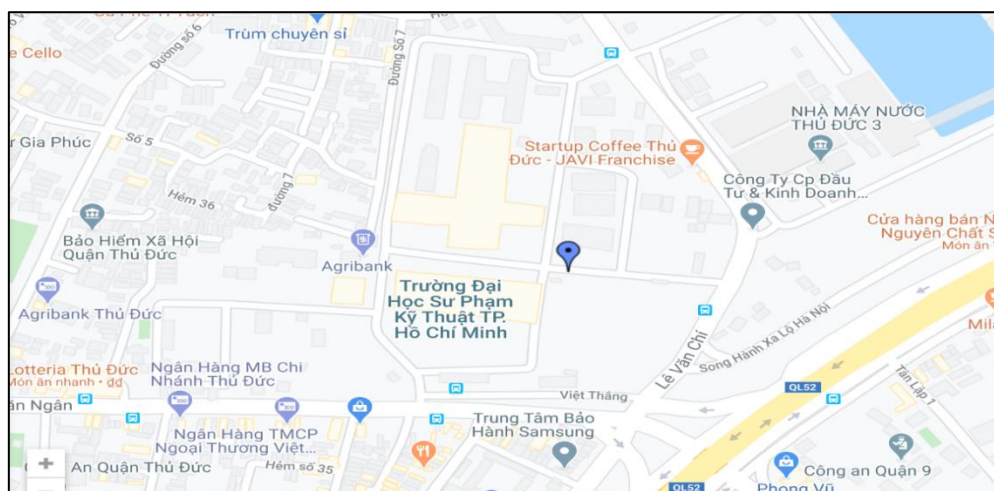 Trùm chuyên sỉ
Đường số 6
Đường Số 7
e Cello
NHÀ MÁY NƯỚC
THỦ ĐỨC 3
Gia Phúc
Số 5
Startup Coffee Thủ
Đức - JAVI Franchise
Công Ty Cp Đầu
Tư & Kinh Doanh...
Hẻm 36
đường 7
Cửa hàng bán N
Nguyên Chất S
Món ăn
Bảo Hiểm Xã Hội
Quận Thủ Đức
Agribank
Trường Đại
Học Sư Phạm
Kỹ Thuật TP.
Hồ Chí Minh
Agribank Thủ Đức
Song Hành Xa Lộ Hà Nội
Mila
Lê Văn Chí
Lotteria Thủ Đức
Món ăn nhanh • ₫₫
Ngân Hàng MB Chi
Nhánh Thủ Đức
Việt Thắng
QL52
Tân Lập 1
ăn Ngân
Ngân Hàng TMCP
Ngoại Thương Việt...
Trung Tâm Bảo
Hành Samsung
+
An Quận Thủ Đức
Hẻm số 35
Công an Quận 9
QL52
Phong Vũ